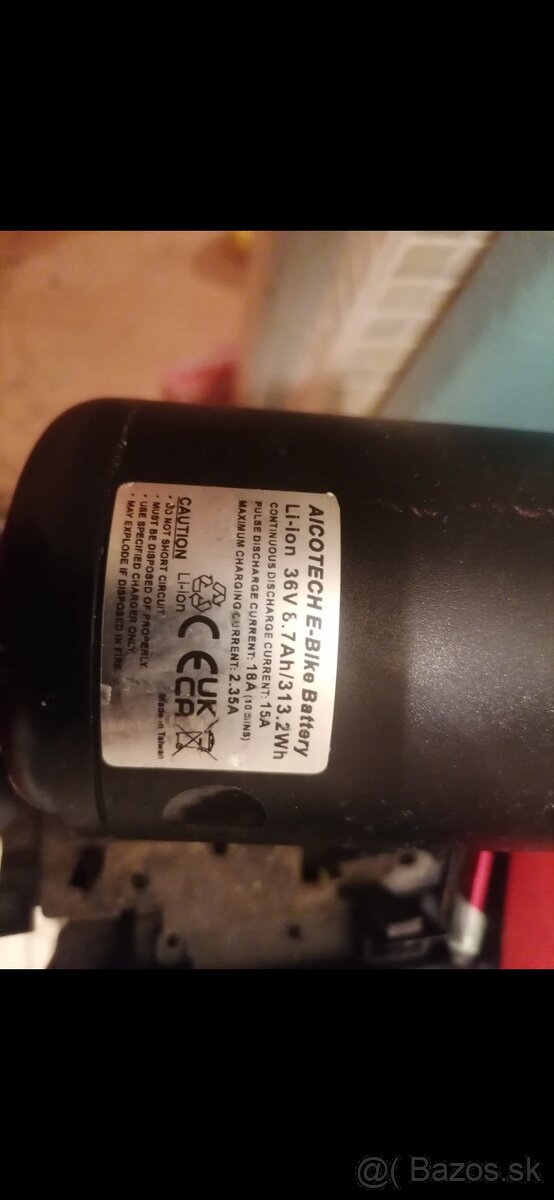 AICOTECH E-Bike Battery
Li-ion 36V 8.7Ah/313.2Wh
CONTINUOUS DISCHARGE CURRENT: 15A
PULSE DISCHARGE CURRENT: 18A (10 MINS)
MAXIMUM CHARGING CURRENT: 2.35A
CE UK CA
Li-ion
CAUTION
• DO NOT SHORT CIRCUIT.
• MUST BE DISPOSED OF PROPERLY.
• USE SPECIFIED CHARGER ONLY.
• MAY EXPLODE IF DISPOSED IN FIRE
Made in Taiwan
@( Bazos.sk